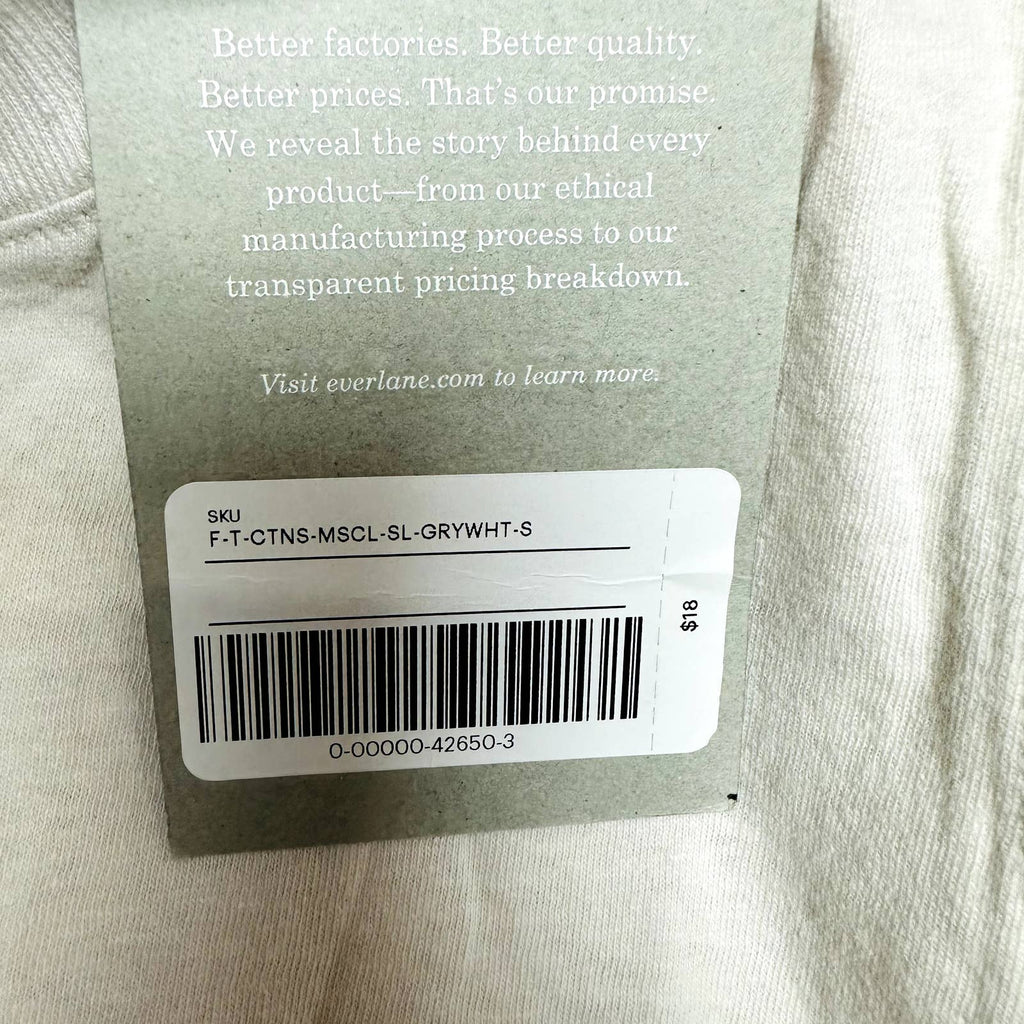 Better factories. Better quality.
Better prices. That's our promise.
We reveal the story behind every
product—from our ethical
manufacturing process to our
transparent pricing breakdown.
Visit everlane.com to learn more.
SKU
F-T-CTNS-MSCL-SL-GRYWHT-S
$18
0-00000-42650-3